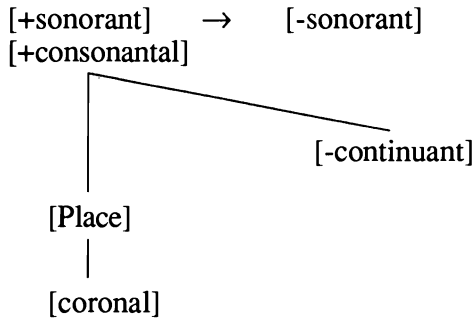 [+sonorant] → [-sonorant]
[+consonantal]
[-continuant]
[Place]
[coronal]